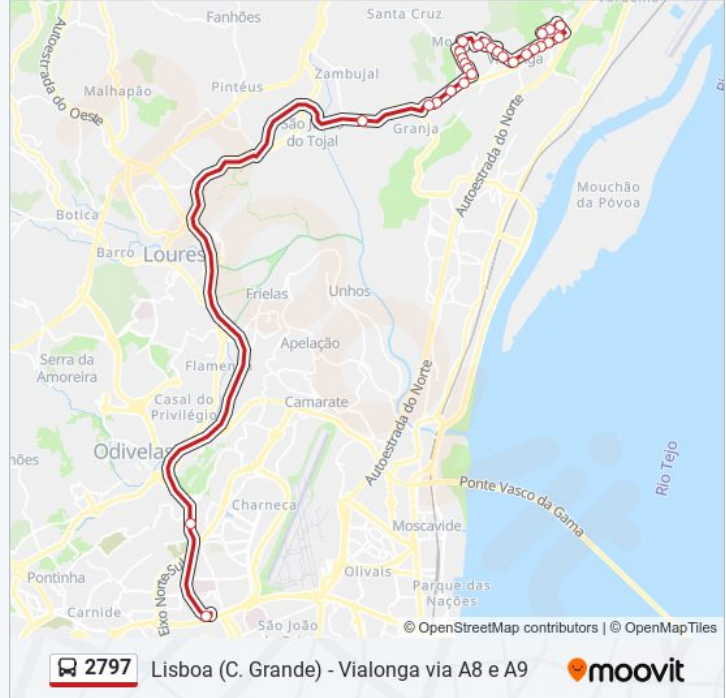 Fanhões
Santa Cruz
Autoestrada do Oeste
Zambujal
Pintéus
Malhapão
São J
do Tojal
Granja
Autoestrada do Norte
Mouchão
da Póvoa
Botica
Barro
Loures
Frielas
Unhos
Apelação
Serra da
Amoreira
Flamen
Casal do
Privilégio
Camarate
Autoestrada do Norte
Odivelas
Rio Tejo
Ponte Vasco da Gama
Charneca
Moscavide
Eixo Norte-Sul
Pontinha
Olivais
Parque das
Nações
Carnide
São João
© OpenStreetMap contributors | © OpenMapTiles
2797 Lisboa (C. Grande) - Vialonga via A8 e A9 moovit